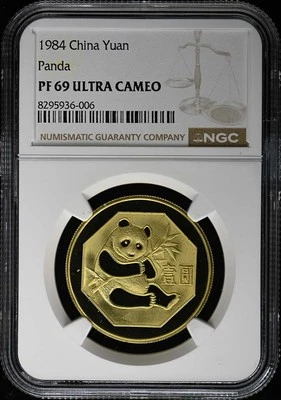 1984 China Yuan
Panda
PF 69 ULTRA CAMEO
8295936-006
NUMISMATIC GUARANTY COMPANY
NGC
壹圆